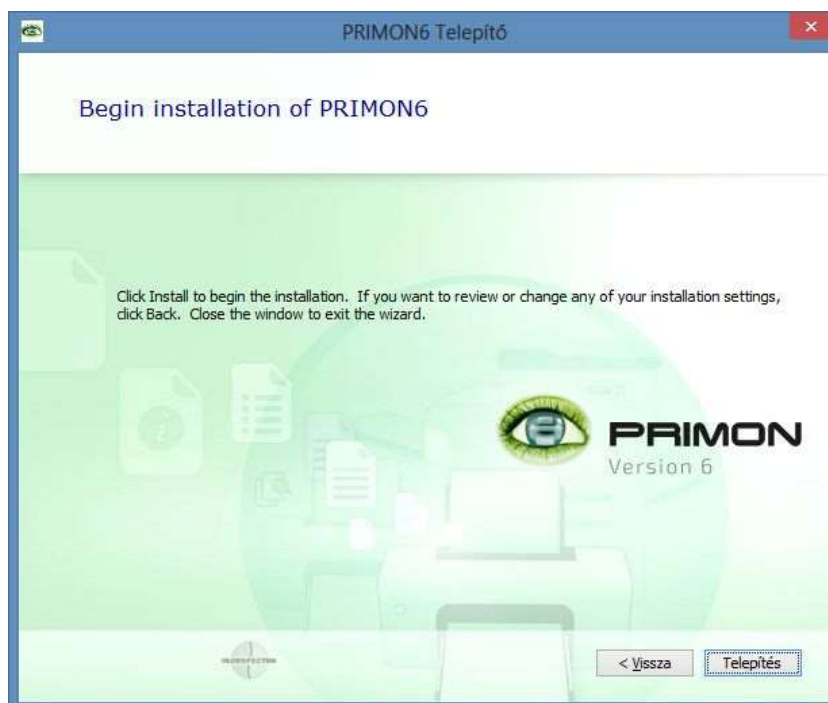 PRIMON6 Telepítő
Begin installation of PRIMON6
Click Install to begin the installation. If you want to review or change any of your installation settings,
click Back. Close the window to exit the wizard.
PRIMON
Version 6
< Vissza
Telepítés